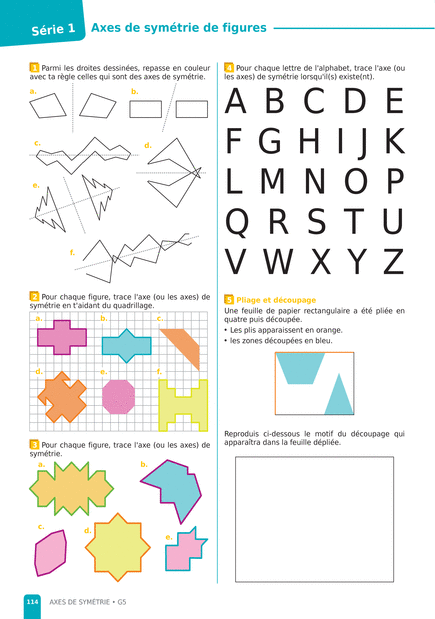 Série 1
Axes de symétrie de figures
1 Parmi les droites dessinées, repasse en couleur
avec ta règle celles qui sont des axes de symétrie.
a.
b.
c.
d.
e.
f.
2 Pour chaque figure, trace l'axe (ou les axes) de
symétrie en t'aidant du quadrillage.
a.
b.
c.
d.
e.
f.
3 Pour chaque figure, trace l'axe (ou les axes) de
symétrie.
a.
b.
c.
d.
e.
4 Pour chaque lettre de l'alphabet, trace l'axe (ou
les axes) de symétrie lorsqu'il(s) existe(nt).
A B C D E
F G H I J K
L M N O P
Q R S T U
V W X Y Z
5 Pliage et découpage
Une feuille de papier rectangulaire a été pliée en
quatre puis découpée.
• Les plis apparaissent en orange.
• les zones découpées en bleu.
Reproduis ci-dessous le motif du découpage qui
apparaîtra dans la feuille dépliée.
114 AXES DE SYMÉTRIE • G5